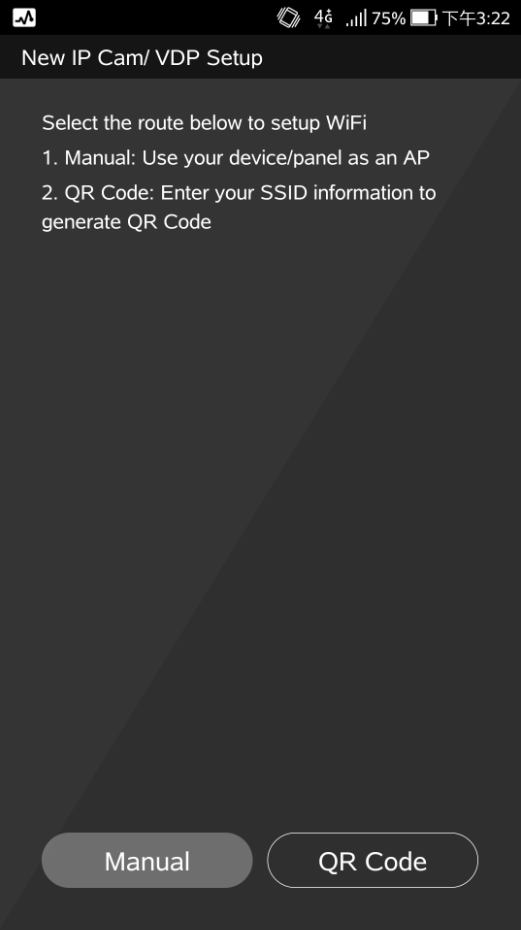 4G 75% 下午3:22
New IP Cam/ VDP Setup
Select the route below to setup WiFi
1. Manual: Use your device/panel as an AP
2. QR Code: Enter your SSID information to
generate QR Code
Manual QR Code